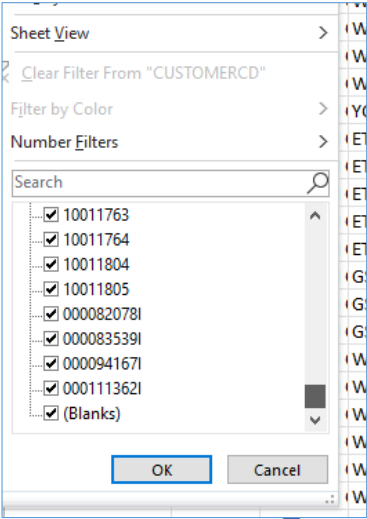 Sheet View
Clear Filter From "CUSTOMERCD"
Filter by Color
Number Filters
Search
10011763
10011764
10011804
10011805
000082078I
000083539I
000094167I
000111362I
(Blanks)
OK
Cancel